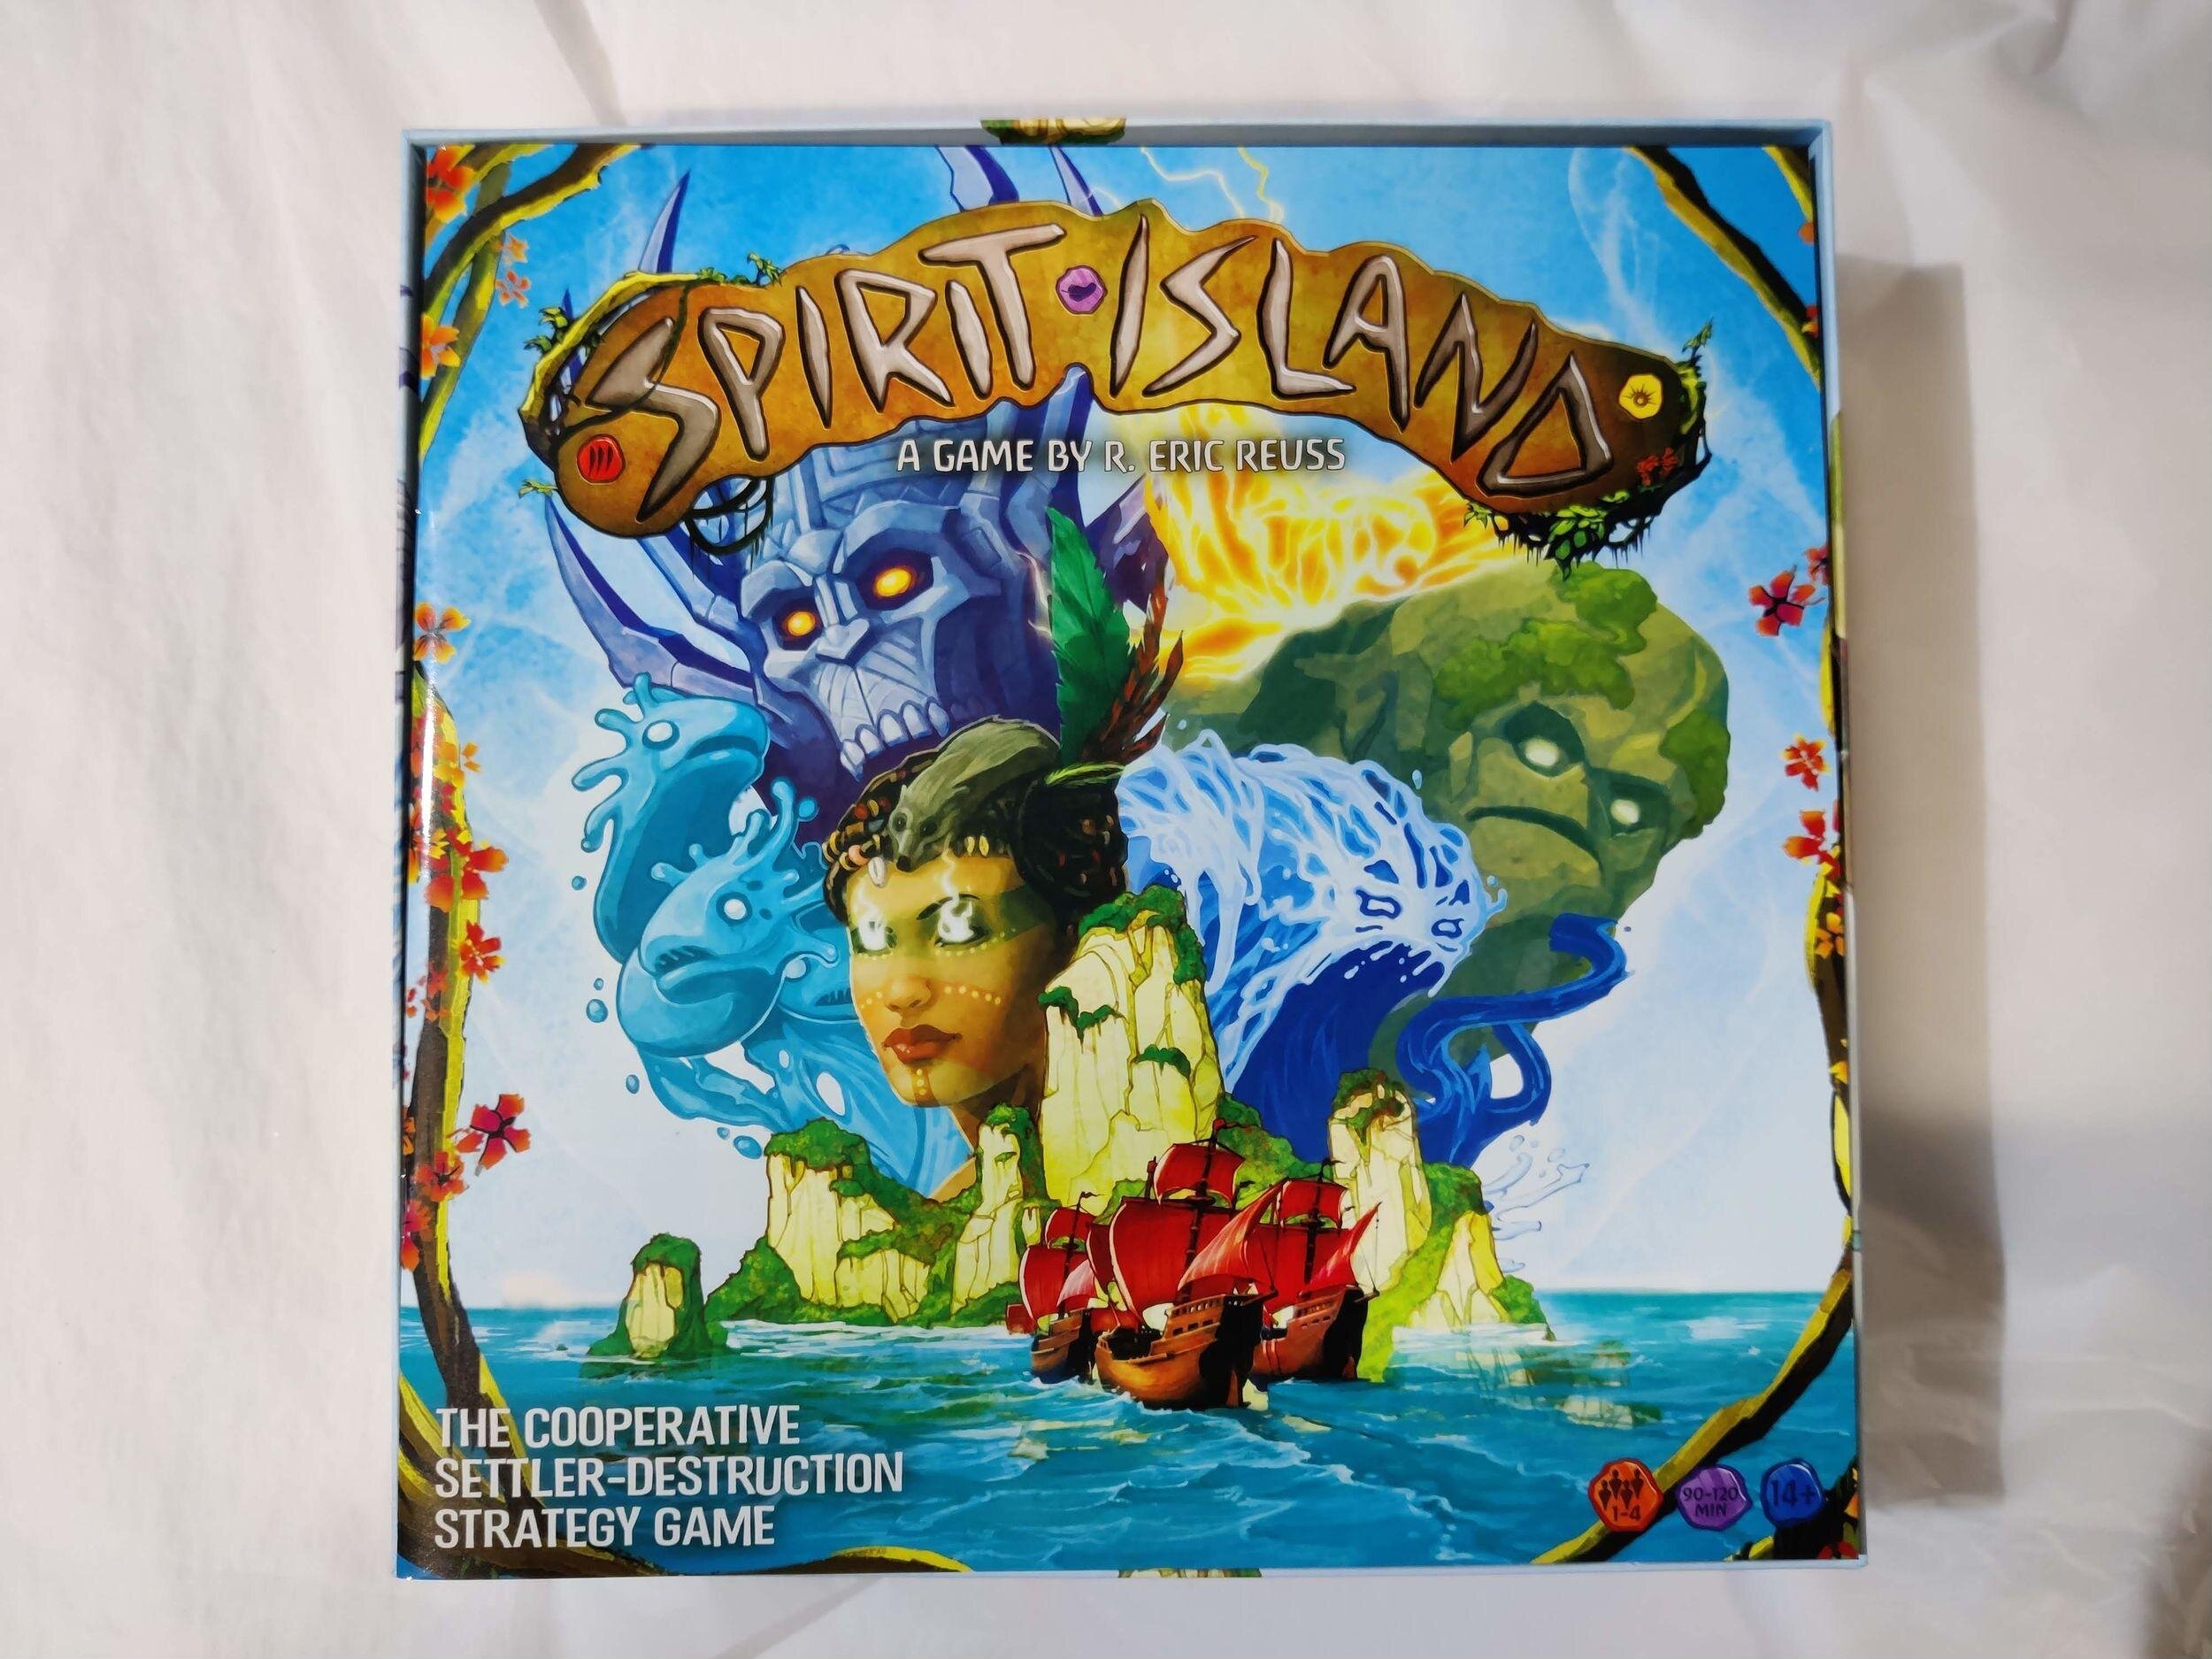 SPIRIT ISLAND
A GAME BY R. ERIC REUSS
THE COOPERATIVE
SETTLER-DESTRUCTION
STRATEGY GAME
1-4
90-120
MIN
14+